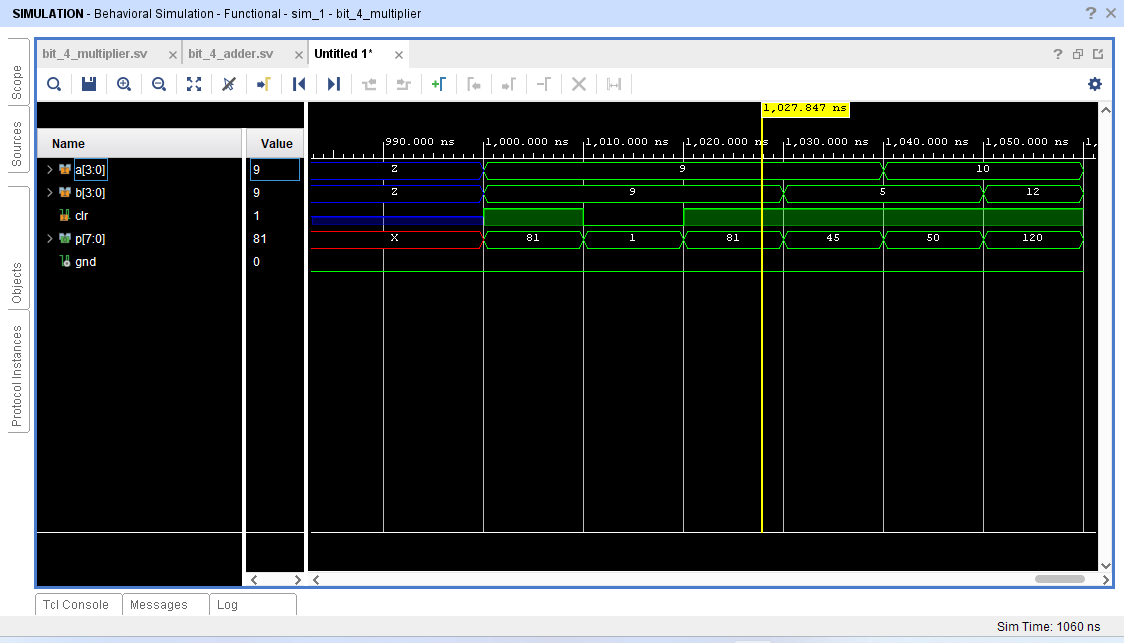 SIMULATION - Behavioral Simulation - Functional - sim_1 - bit_4_multiplier
bit_4_multiplier.sv
bit_4_adder.sv
Untitled 1*
Scope
Sources
Objects
Protocol Instances
1,027.847 ns
Name Value
990.000 ns 1,000.000 ns 1,010.000 ns 1,020.000 ns 1,030.000 ns 1,040.000 ns 1,050.000 ns 1,
a[3:0] 9 Z 9 10
b[3:0] 9 Z 9 5 12
clr 1
p[7:0] 81 X 81 1 81 45 50 120
gnd 0
Tcl Console Messages Log
Sim Time: 1060 ns